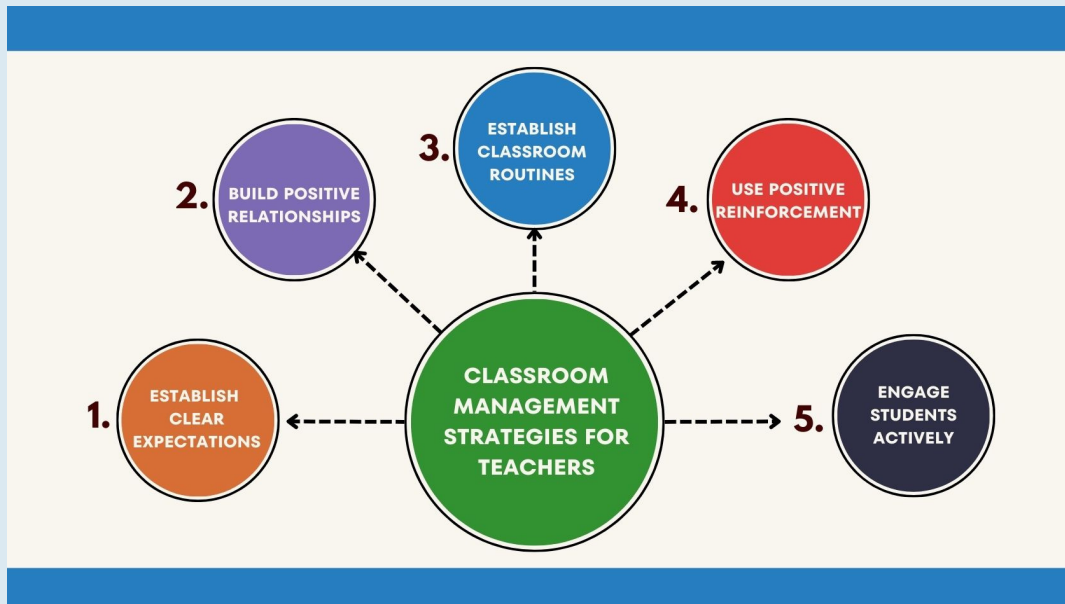 1.
ESTABLISH
CLEAR
EXPECTATIONS
2.
BUILD POSITIVE
RELATIONSHIPS
3.
ESTABLISH
CLASSROOM
ROUTINES
4.
USE POSITIVE
REINFORCEMENT
5.
ENGAGE
STUDENTS
ACTIVELY
CLASSROOM
MANAGEMENT
STRATEGIES FOR
TEACHERS